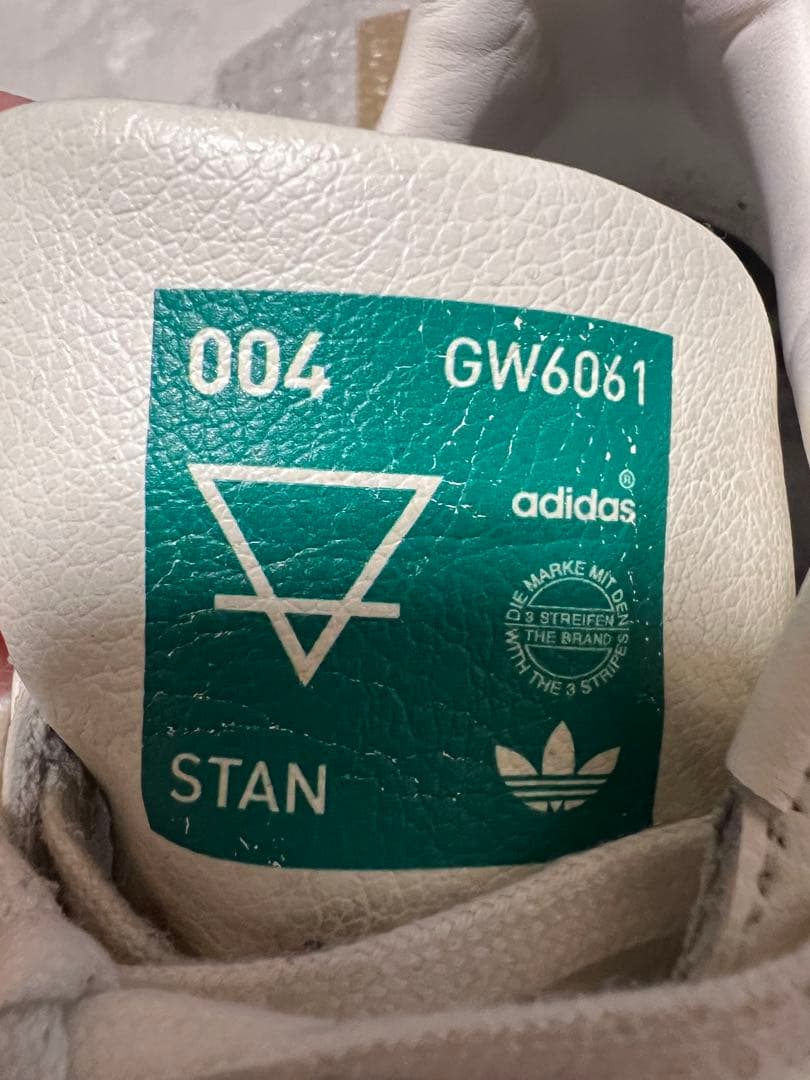 004
GW6061
adidas®
DIE MARKE MIT DEN
3 STREIFEN
THE BRAND
WITH THE 3 STRIPES
STAN